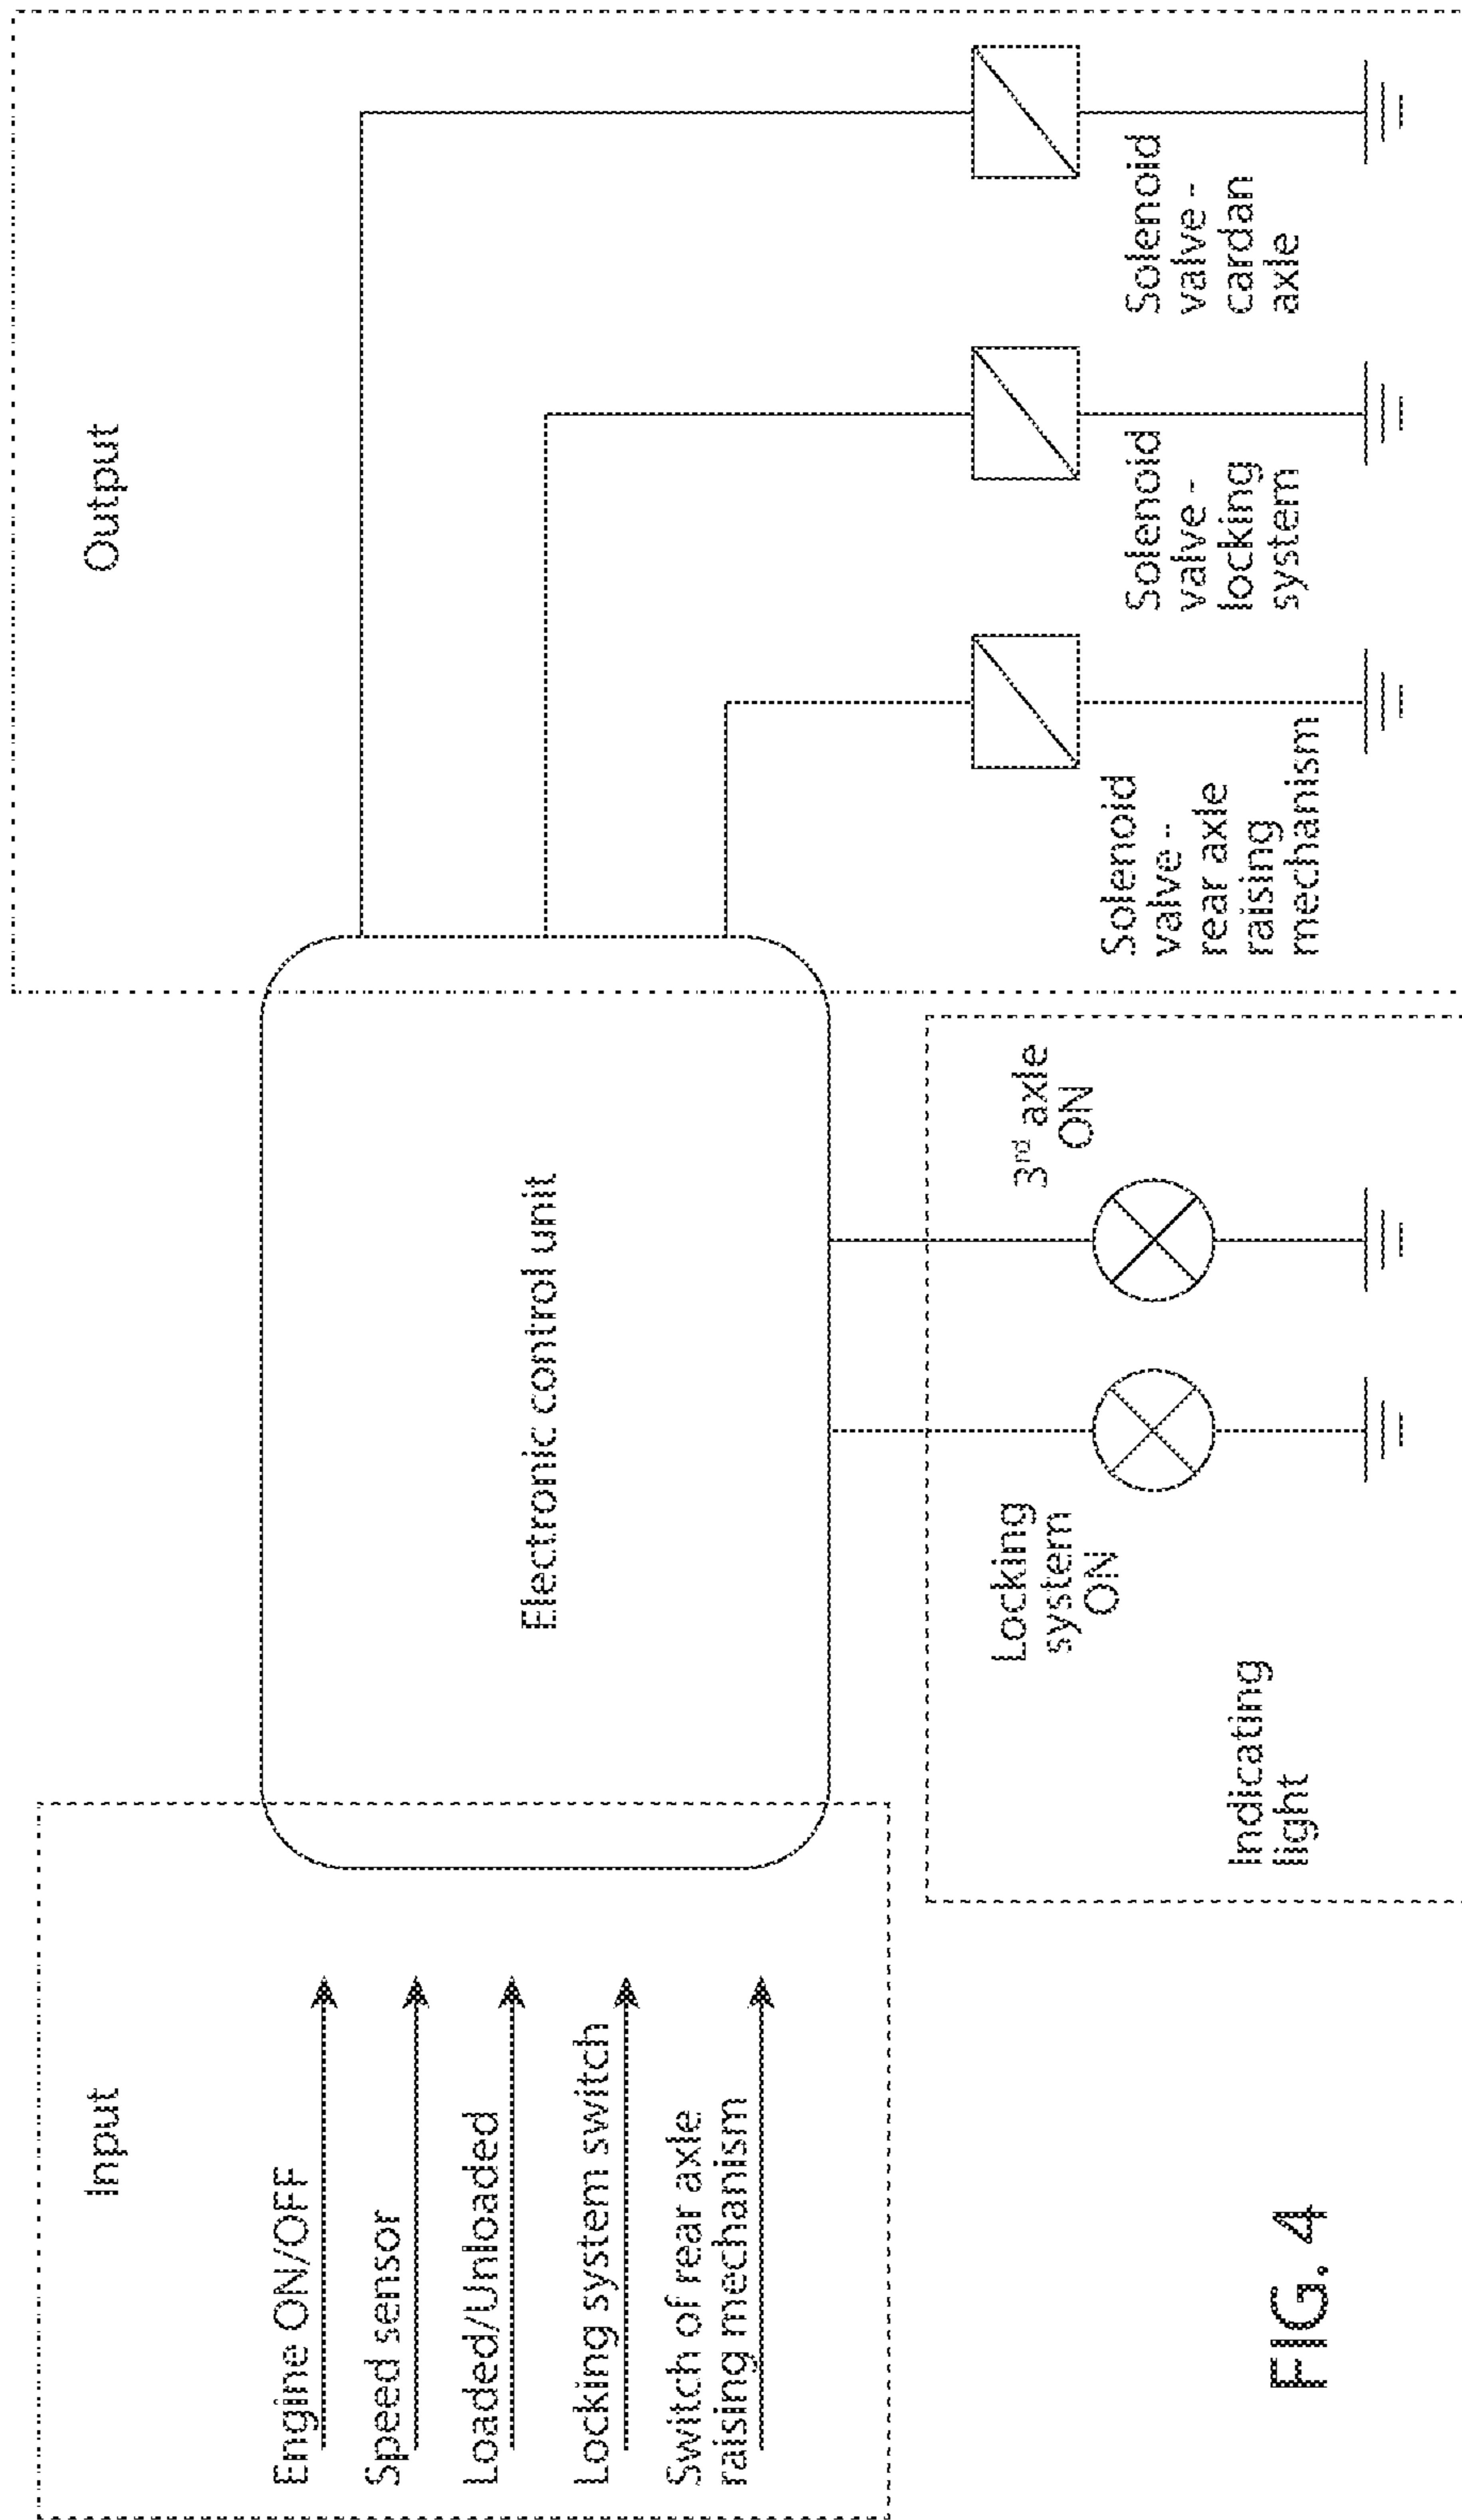 Input
Engine ON/OFF
Speed sensor
Loaded/Unloaded
Locking system switch
Switch of rear axle
raising mechanism
Electronic control unit
Output
Locking
system
ON
3rd axle
ON
Indicating
light
Solenoid
valve -
rear axle
raising
mechanism
Solenoid
valve -
locking
system
Solenoid
valve -
cardan
axle
FIG. 4